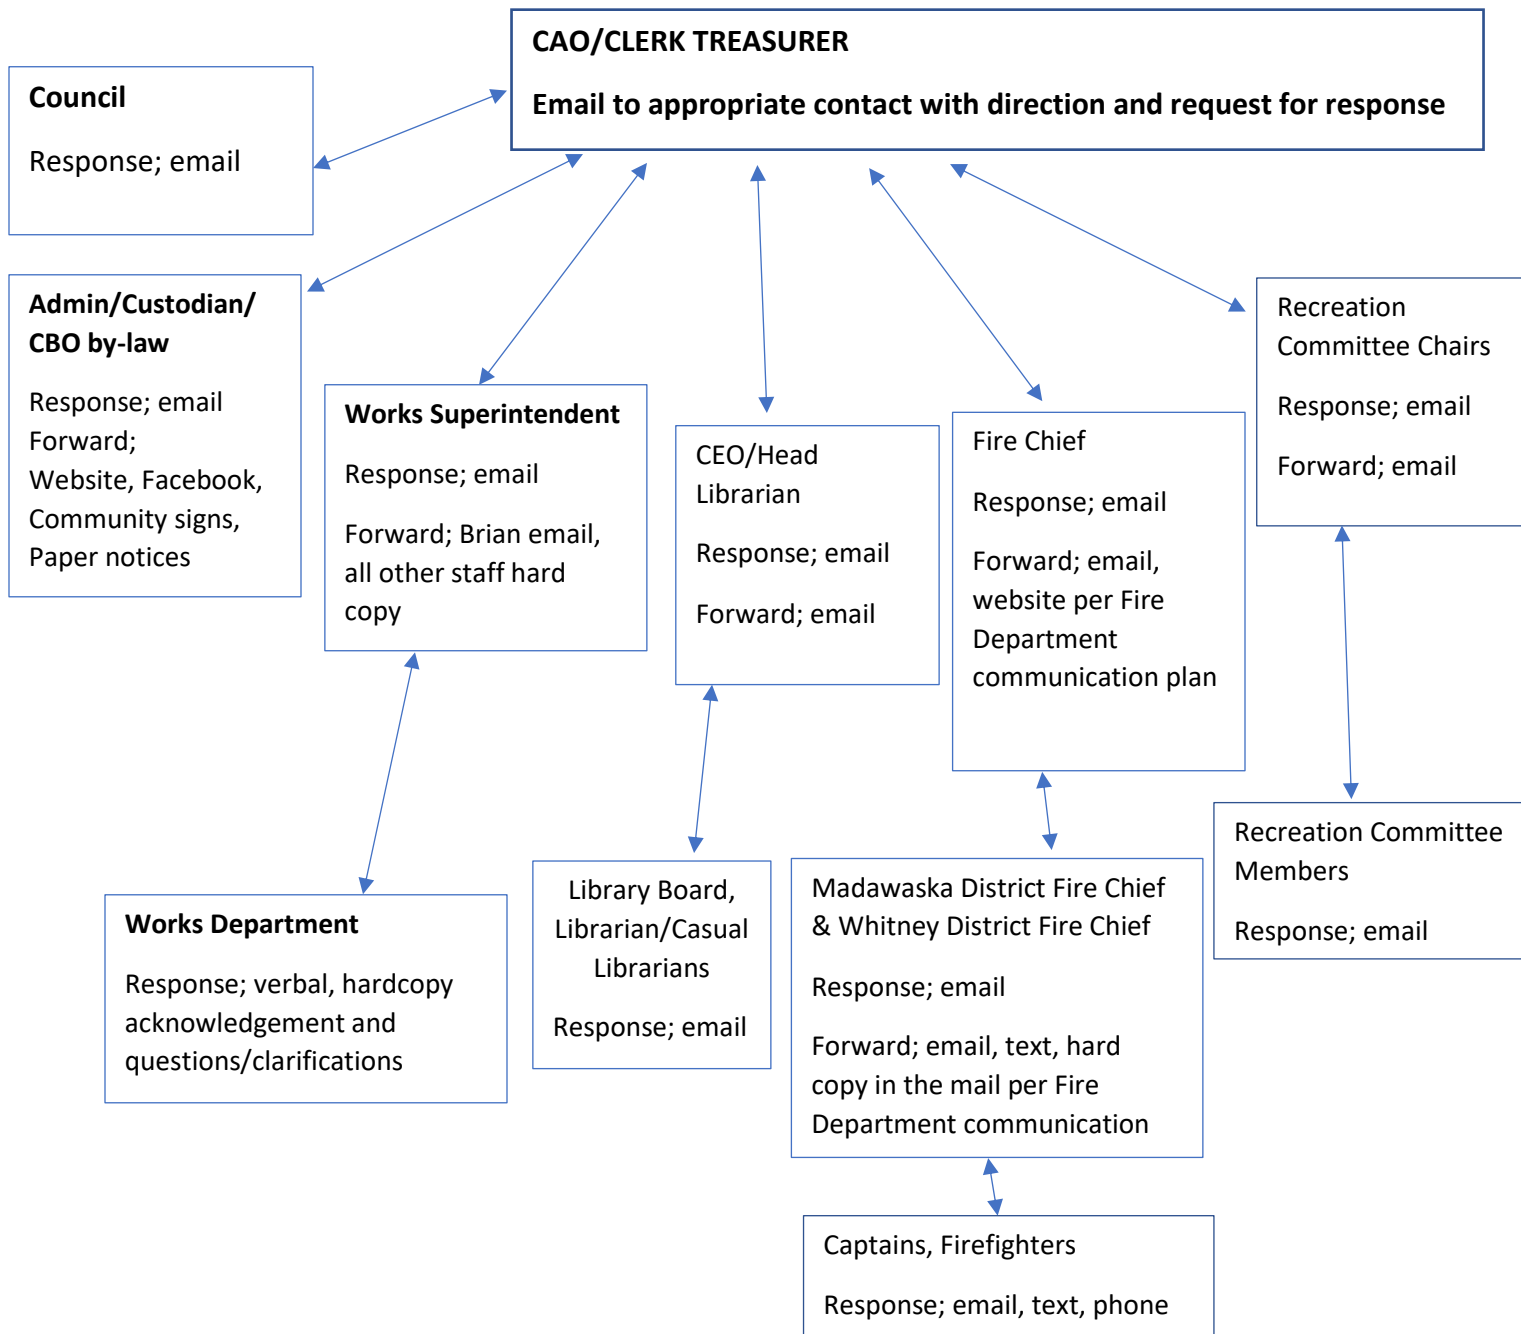 CAO/CLERK TREASURER
Email to appropriate contact with direction and request for response
Council
Response; email
Admin/Custodian/
CBO by-law
Response; email
Forward;
Website, Facebook,
Community signs,
Paper notices
Works Superintendent
Response; email
Forward; Brian email,
all other staff hard
copy
CEO/Head
Librarian
Response; email
Forward; email
Fire Chief
Response; email
Forward; email,
website per Fire
Department
communication plan
Recreation
Committee Chairs
Response; email
Forward; email
Works Department
Response; verbal, hardcopy
acknowledgement and
questions/clarifications
Library Board,
Librarian/Casual
Librarians
Response; email
Madawaska District Fire Chief
& Whitney District Fire Chief
Response; email
Forward; email, text, hard
copy in the mail per Fire
Department communication
Recreation Committee
Members
Response; email
Captains, Firefighters
Response; email, text, phone